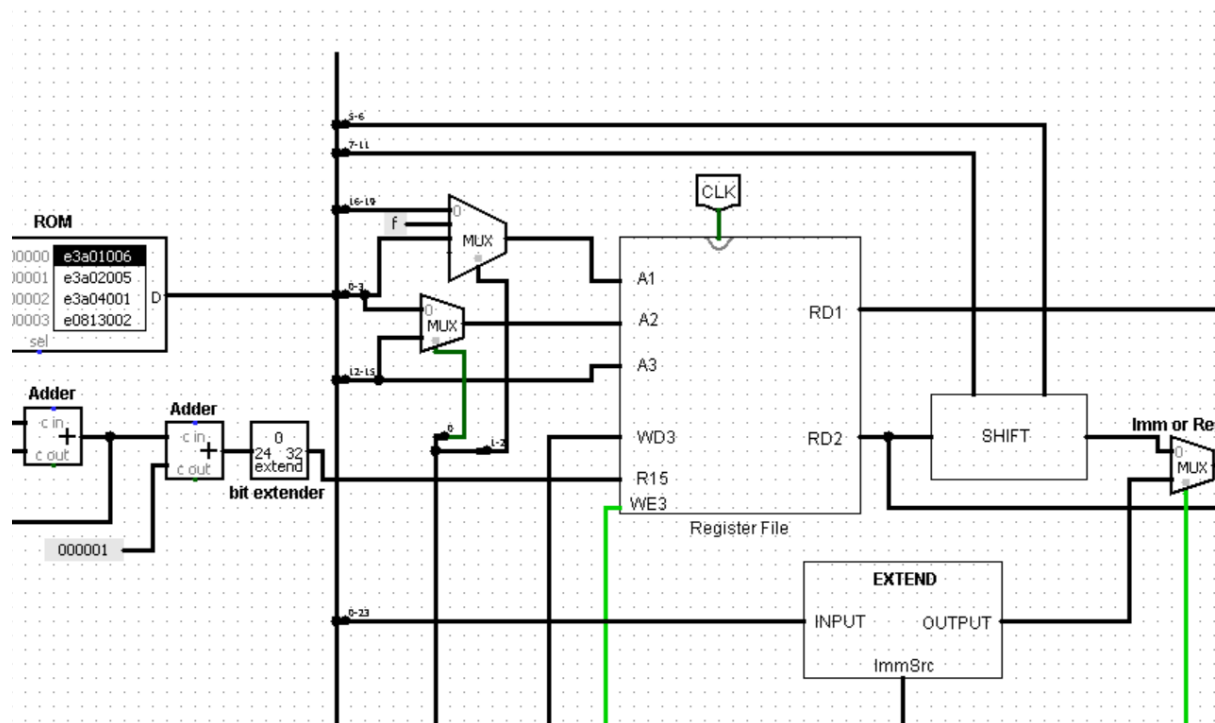 5-6
7-11
CLK
16-19
0
f
MUX
ROM
00000 e3a01006
00001 e3a02005
00002 e3a04001
00003 e0813002
D
sel
0-3
0
MUX
A1
A2
A3
RD1
12-15
Adder
c in
+
c out
Adder
c in
+
c out
0
24 32
extend
bit extender
0
1-2
WD3
RD2
SHIFT
Imm or Re
0
MUX
R15
WE3
Register File
000001
EXTEND
0-23
INPUT
OUTPUT
ImmSrc